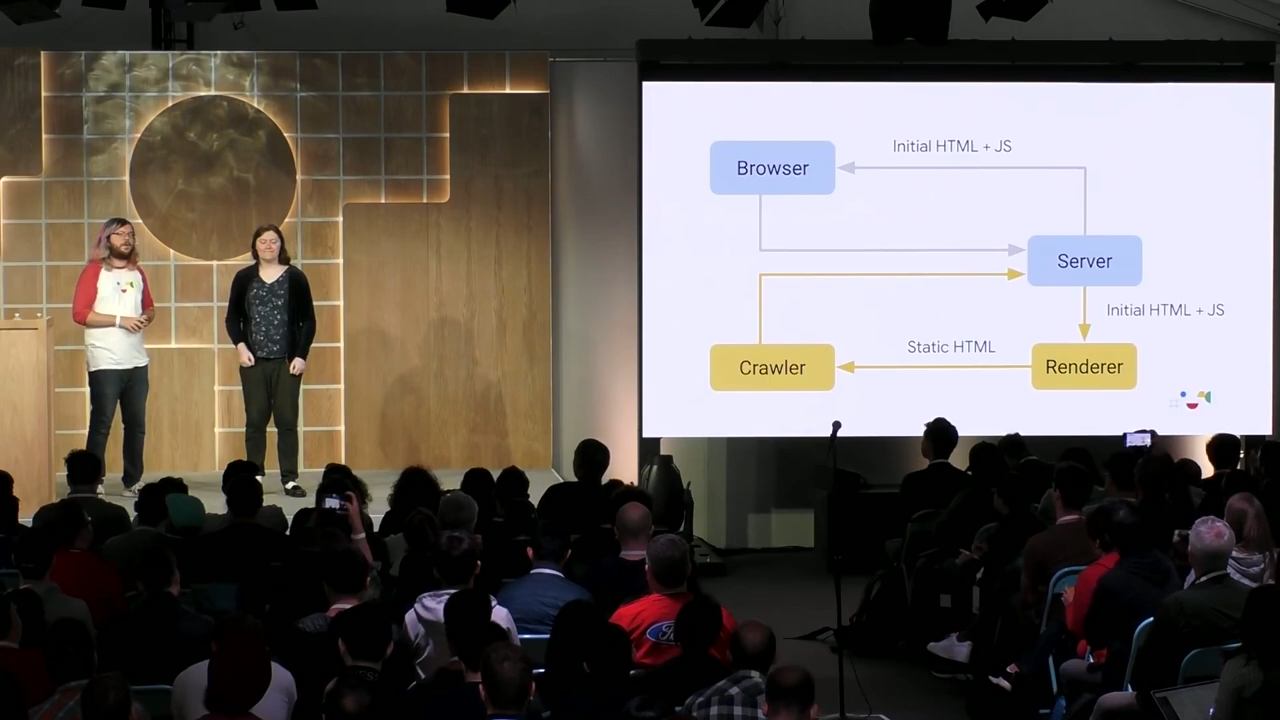 Initial HTML + JS
Browser
Server
Initial HTML + JS
Static HTML
Crawler
Renderer